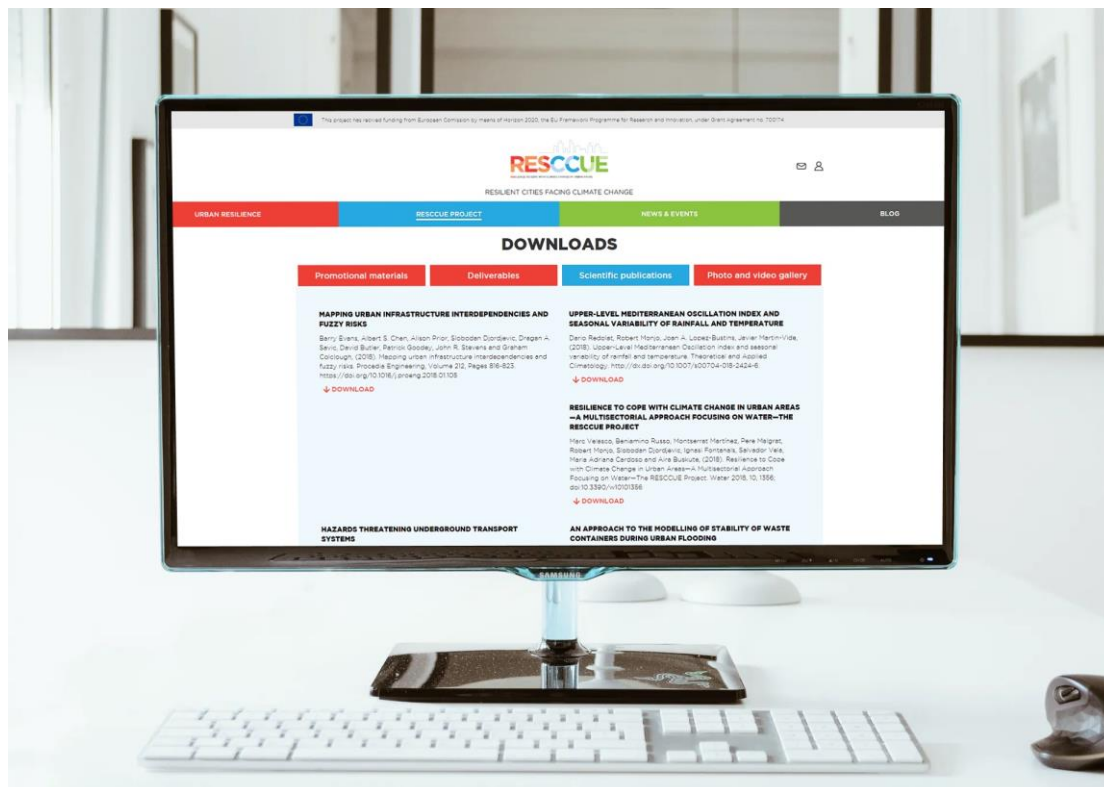 This project has recived funding from European Comission by means of Horizon 2020, the Eu Framework Programme for Research and Innovation, under Grant Agreement no. 700174
RESCCUE
RESILIENT CITIES FACING CLIMATE CHANGE
URBAN RESILIENCE
RESCCUE PROJECT
NEWS & EVENTS
BLOG
DOWNLOADS
Promotional materials
Deliverables
Scientific publications
Photo and video gallery
MAPPING URBAN INFRASTRUCTURE INTERDEPENDENCIES AND
FUZZY RISKS
Barry Evans, Albert S. Chen, Alison Prior, Slobodan Djordjevic, Dragan A.
Savic, David Butler, Patrick Goodey, John R. Stevens and Graham
Colclough, (2018). Mapping urban infrastructure interdependencies and
fuzzy risks. Procedia Engineering, Volume 212, Pages 816-823.
https://doi.org/10.1016/j.proeng.2018.01.105
DOWNLOAD
UPPER-LEVEL MEDITERRANEAN OSCILLATION INDEX AND
SEASONAL VARIABILITY OF RAINFALL AND TEMPERATURE
Dario Redolat, Robert Monjo, Joan A. Lopez-Bustins, Javier Martin-Vide,
(2018). Upper-Level Mediterranean Oscillation index and seasonal
variability of rainfall and temperature. Theoretical and Applied
Climatology. http://dx.doi.org/10.1007/s00704-018-2424-6.
DOWNLOAD
RESILIENCE TO COPE WITH CLIMATE CHANGE IN URBAN AREAS
—A MULTISECTORIAL APPROACH FOCUSING ON WATER—THE
RESCCUE PROJECT
Marc Velasco, Beniamino Russo, Montserrat Martínez, Pere Malgrat,
Robert Monjo, Slobodan Djordjevic, Ignasi Fontanals, Salvador Vela,
Maria Adriana Cardoso and Aira Buskute, (2018). Resilience to Cope
with Climate Change in Urban Areas—A Multisectorial Approach
Focusing on Water—The RESCCUE Project. Water 2018, 10, 1356;
doi:10.3390/w10101356
DOWNLOAD
HAZARDS THREATENING UNDERGROUND TRANSPORT
SYSTEMS
AN APPROACH TO THE MODELLING OF STABILITY OF WASTE
CONTAINERS DURING URBAN FLOODING
SAMSUNG